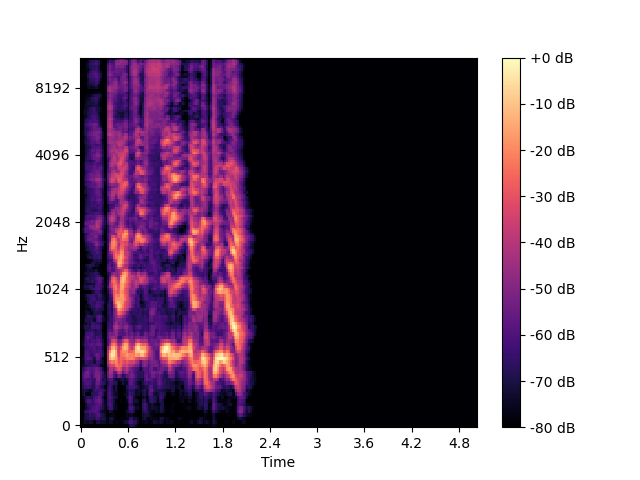 +0 dB
8192
-10 dB
4096
-20 dB
-30 dB
2048
Hz
-40 dB
1024
-50 dB
512
-60 dB
-70 dB
0
-80 dB
0 0.6 1.2 1.8 2.4 3 3.6 4.2 4.8
Time